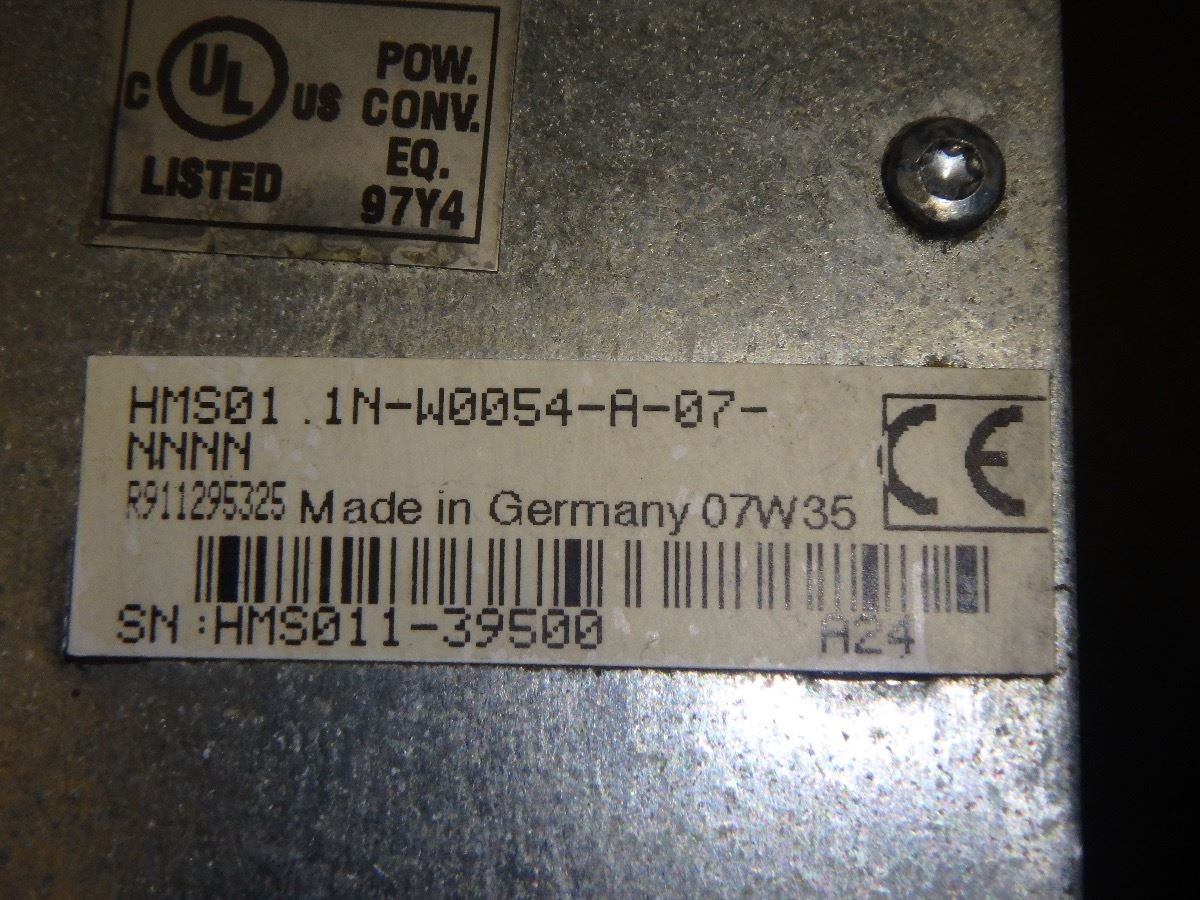 C UL US
LISTED
POW.
CONV.
EQ.
97Y4
HMS01.1N-W0054-A-07-
NNNN
R911295325 Made in Germany 07W35
CE
SN:HMS011-39500 A24